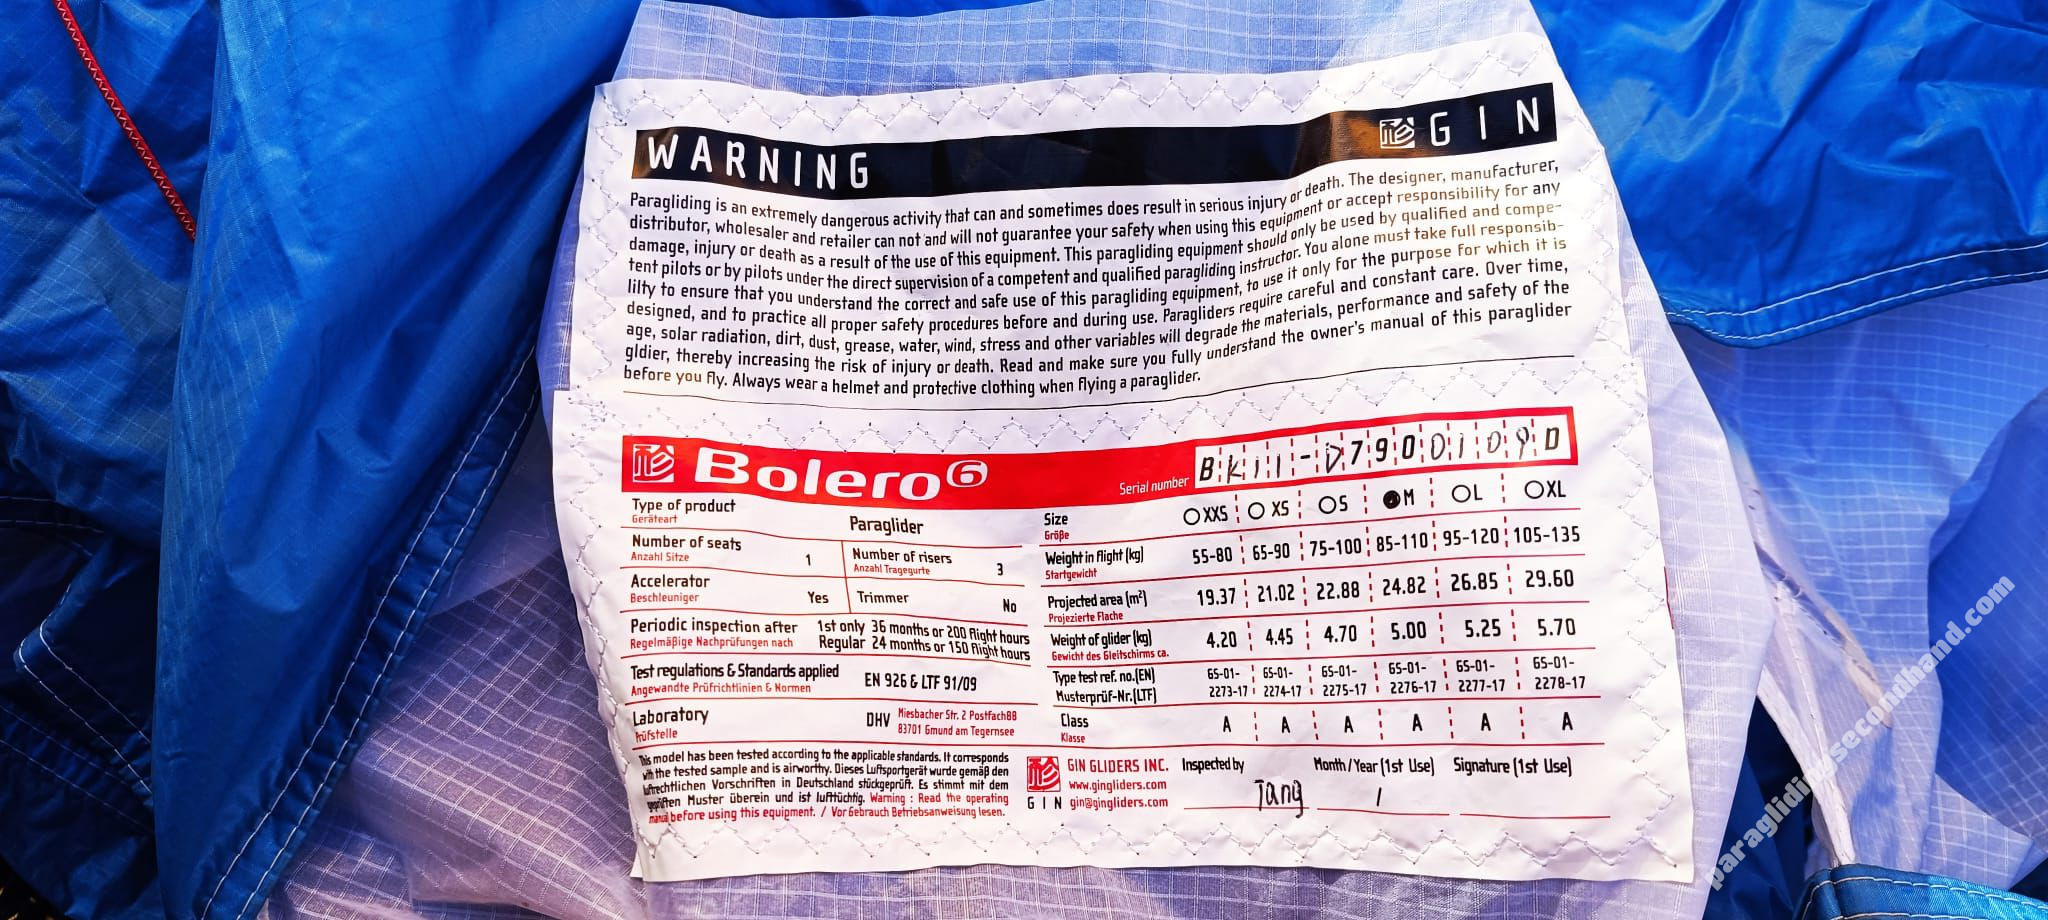 WARNING
GIN
Paragliding is an extremely dangerous activity that can and sometimes does result in serious injury or death. The designer, manufacturer,
distributor, wholesaler and retailer can not and will not guarantee your safety when using this equipment or accept responsibility for any
damage, injury or death as a result of the use of this equipment. This paragliding equipment should only be used by qualified and compe-
tent pilots or by pilots under the direct supervision of a competent and qualified paragliding instructor. You alone must take full responsib-
lilty to ensure that you understand the correct and safe use of this paragliding equipment, to use it only for the purpose for which it is
designed, and to practice all proper safety procedures before and during use. Paragliders require careful and constant care. Over time,
age, solar radiation, dirt, dust, grease, water, wind, stress and other variables will degrade the materials, performance and safety of the
gldier, thereby increasing the risk of injury or death. Read and make sure you fully understand the owner's manual of this paraglider
before you fly. Always wear a helmet and protective clothing when flying a paraglider.
Bolero6
Serial number
Type of product
Geräteart
Paraglider
Number of seats
Anzahl Sitze
1
Number of risers
Anzahl Tragegurte
3
Accelerator
Beschleuniger
Yes
Trimmer
No
Periodic inspection after
Regelmäßige Nachprüfungen nach
1st only 36 months or 200 flight hours
Regular 24 months or 150 flight hours
Test regulations & Standards applied
Angewandte Prüfrichtlinien & Normen
EN 926 & LTF 91/09
Laboratory
Prüfstelle
DHV
Miesbacher Str. 2 Postfach88
83701 Gmund am Tegernsee
This model has been tested according to the applicable standards. It corresponds
with the tested sample and is airworthy. Dieses Luftsportgerät wurde gemäß den
luftrechtlichen Vorschriften in Deutschland stückgeprüft. Es stimmt mit dem
geprüften Muster überein und ist lufttüchtig. Warning : Read the operating
manual before using this equipment. / Vor Gebrauch Betriebsanweisung lesen.
Size
Größe
XXS XS S M L XL
Weight in flight (kg)
Startgewicht
55-80 65-90 75-100 85-110 95-120 105-135
Projected area (m²)
Projezierte Flache
19.37 21.02 22.88 24.82 26.85 29.60
Weight of glider (kg)
Gewicht des Gleitschirms ca.
4.20 4.45 4.70 5.00 5.25 5.70
Type test ref. no.(EN)
Musterprüf-Nr.(LTF)
65-01- 65-01- 65-01- 65-01- 65-01- 65-01-
2273-17 2274-17 2275-17 2276-17 2277-17 2278-17
Class
Klasse
A A A A A A
GIN GLIDERS INC.
www.gingliders.com
GIN gin@gingliders.com
Inspected by
Tang
Month/Year (1st Use)
/
Signature (1st Use)
paraglidingsecondhand.com